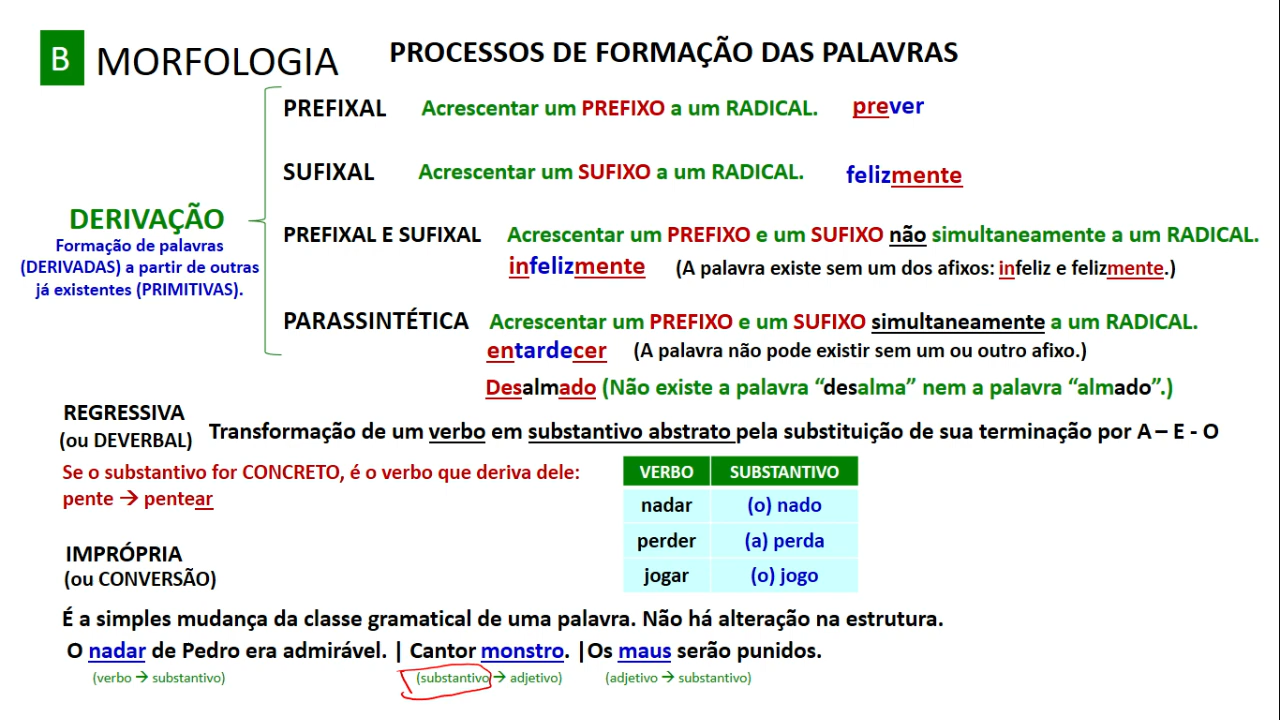 B MORFOLOGIA
PROCESSOS DE FORMAÇÃO DAS PALAVRAS
PREFIXAL Acrescentar um PREFIXO a um RADICAL. prever
SUFIXAL Acrescentar um SUFIXO a um RADICAL. felizmente
DERIVAÇÃO
Formação de palavras
(DERIVADAS) a partir de outras
já existentes (PRIMITIVAS).
PREFIXAL E SUFIXAL Acrescentar um PREFIXO e um SUFIXO não simultaneamente a um RADICAL.
infelizmente (A palavra existe sem um dos afixos: infeliz e felizmente.)
PARASSINTÉTICA Acrescentar um PREFIXO e um SUFIXO simultaneamente a um RADICAL.
entardecer (A palavra não pode existir sem um ou outro afixo.)
Desalmado (Não existe a palavra “desalma” nem a palavra “almado”.)
REGRESSIVA
(ou DEVERBAL) Transformação de um verbo em substantivo abstrato pela substituição de sua terminação por A – E - O
Se o substantivo for CONCRETO, é o verbo que deriva dele:
pente → pentear
VERBO SUBSTANTIVO
nadar (o) nado
perder (a) perda
jogar (o) jogo
IMPRÓPRIA
(ou CONVERSÃO)
É a simples mudança da classe gramatical de uma palavra. Não há alteração na estrutura.
O nadar de Pedro era admirável. | Cantor monstro. |Os maus serão punidos.
(verbo → substantivo) (substantivo → adjetivo) (adjetivo → substantivo)